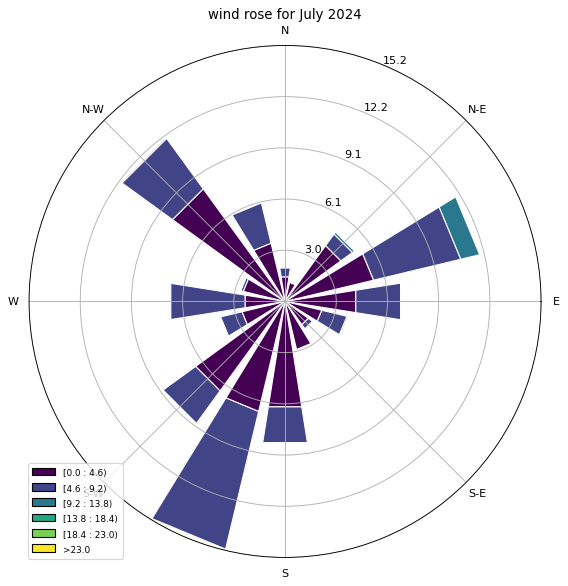 wind rose for July 2024
N
15.2
12.2
N-W
N-E
9.1
6.1
3.0
W
E
[0.0 : 4.6)
[4.6 : 9.2)
S-W
S-E
[9.2 : 13.8)
[13.8 : 18.4)
[18.4 : 23.0)
>23.0
S